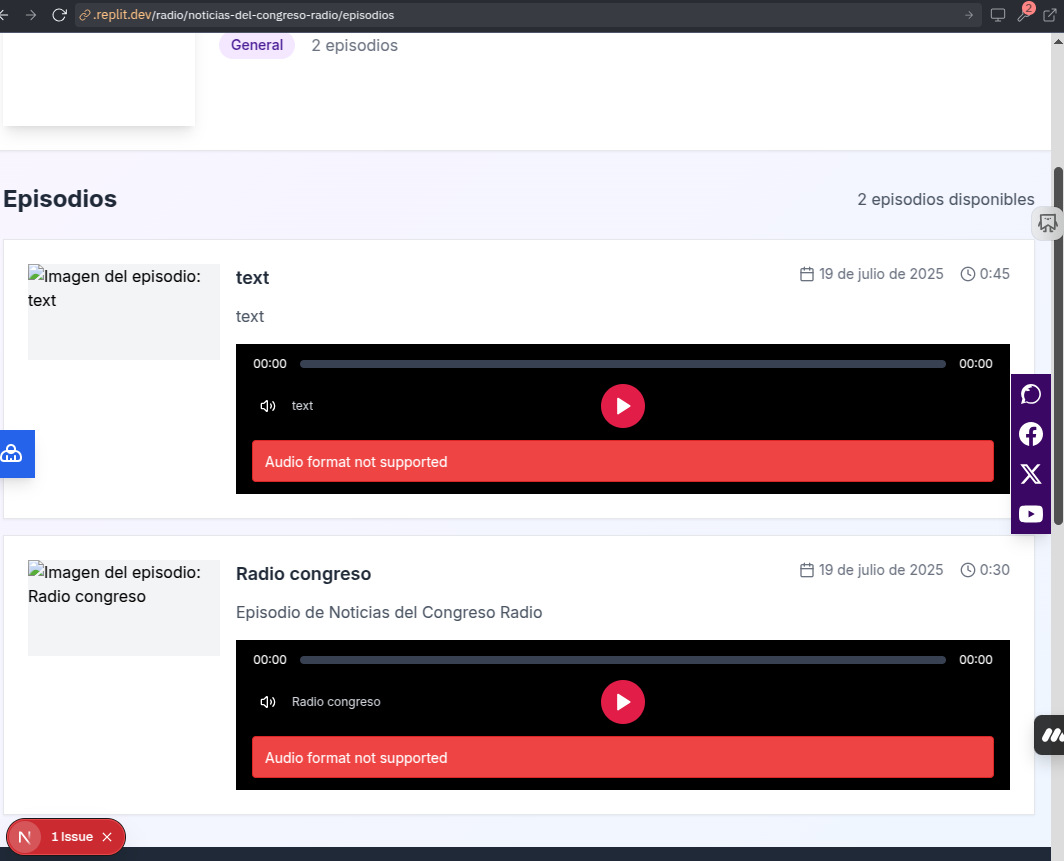 .replit.dev/radio/noticias-del-congreso-radio/episodios
2
General
2 episodios
Episodios
2 episodios disponibles
Imagen del episodio:
text
text
19 de julio de 2025
0:45
text
00:00
00:00
text
Audio format not supported
Imagen del episodio:
Radio congreso
Radio congreso
19 de julio de 2025
0:30
Episodio de Noticias del Congreso Radio
00:00
00:00
Radio congreso
Audio format not supported
N
1 Issue